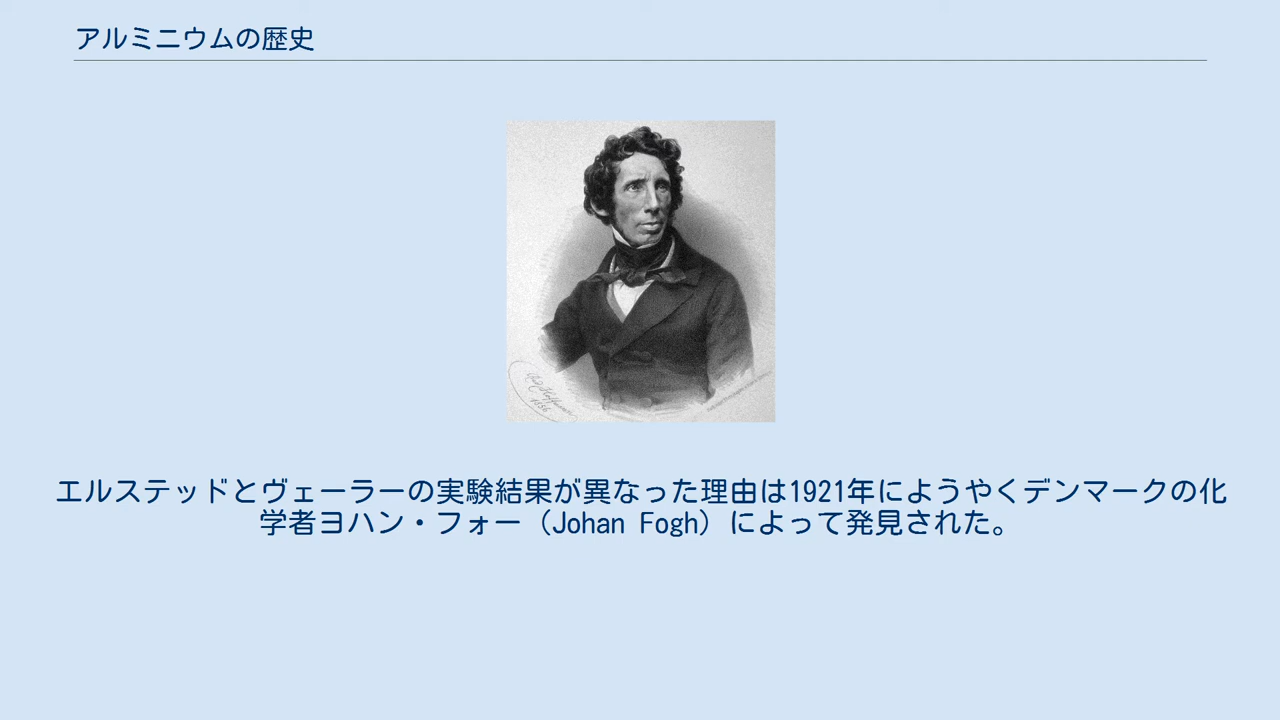 アルミニウムの歴史
1856
エルステッドとヴェーラーの実験結果が異なった理由は1921年にようやくデンマークの化
学者ヨハン・フォー（Johan Fogh）によって発見された。